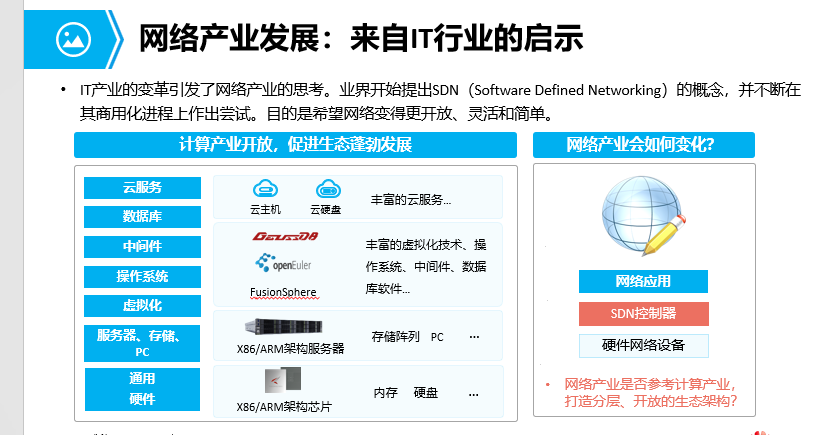 网络产业发展：来自IT行业的启示
• IT产业的变革引发了网络产业的思考。业界开始提出SDN（Software Defined Networking）的概念，并不断在
其商用化进程上作出尝试。目的是希望网络变得更开放、灵活和简单。
计算产业开放，促进生态蓬勃发展
云服务
数据库
中间件
操作系统
虚拟化
服务器、存储、
PC
通用
硬件
云主机
云硬盘
丰富的云服务...
GaussDB
openEuler
FusionSphere
丰富的虚拟化技术、操
作系统、中间件、数据
库软件...
X86/ARM架构服务器
存储阵列 PC ...
X86/ARM架构芯片
内存 硬盘 ...
网络产业会如何变化?
网络应用
SDN控制器
硬件网络设备
• 网络产业是否参考计算产业，
打造分层、开放的生态架构?